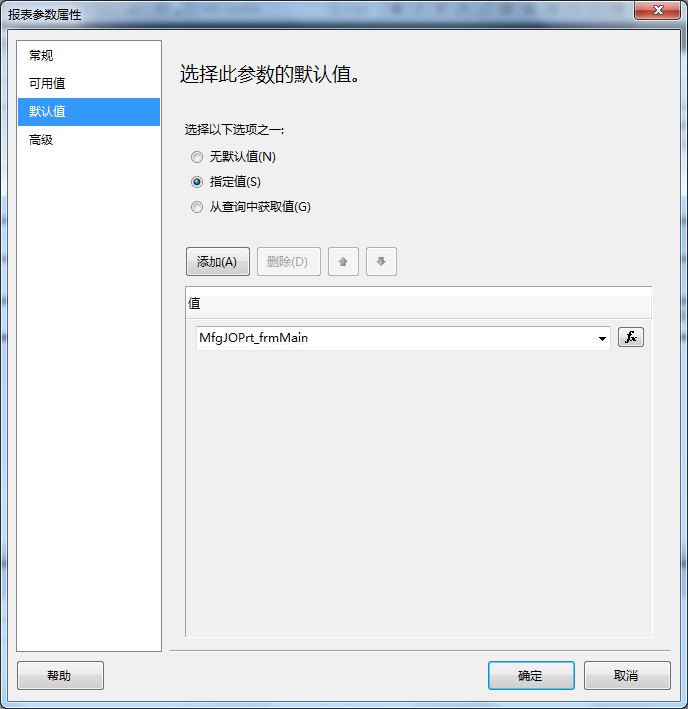 报表参数属性
常规
可用值
默认值
高级
选择此参数的默认值。
选择以下选项之一:
无默认值(N)
指定值(S)
从查询中获取值(G)
添加(A) 删除(D)
值
MfgJOPrt_frmMain fx
帮助 确定 取消